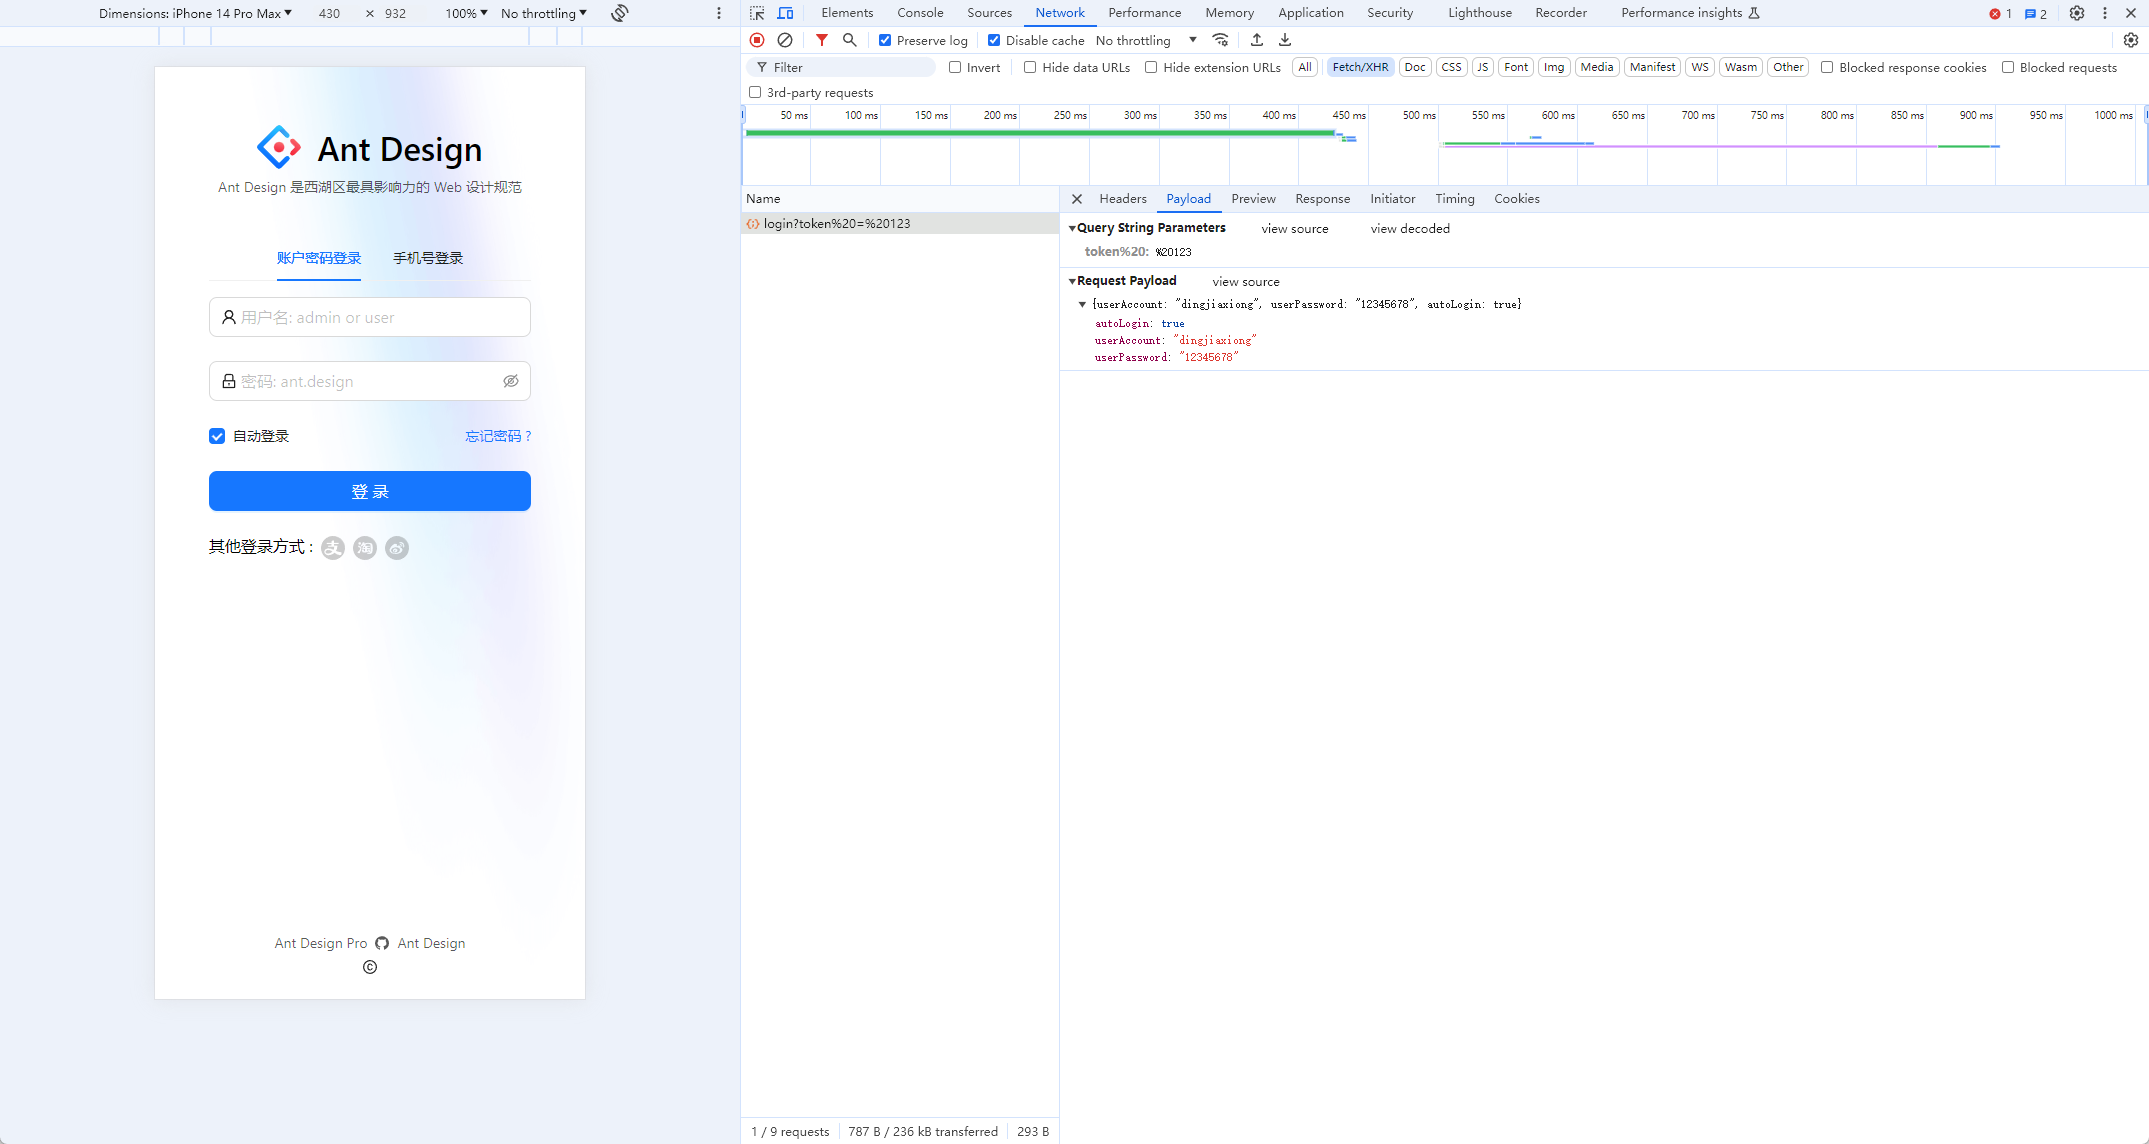 Dimensions: iPhone 14 Pro Max ▼ 430 × 932 100% ▼ No throttling ▼
Ant Design
Ant Design 是西湖区最具影响力的 Web 设计规范
账户密码登录 手机号登录
用户名: admin or user
密码: ant.design
自动登录 忘记密码 ?
登 录
其他登录方式 : 支 淘
Ant Design Pro Ant Design
©
Elements Console Sources Network Performance Memory Application Security Lighthouse Recorder Performance insights 1 2
Preserve log Disable cache No throttling ▼
Filter Invert Hide data URLs Hide extension URLs All Fetch/XHR Doc CSS JS Font Img Media Manifest WS Wasm Other Blocked response cookies Blocked requests
3rd-party requests
50 ms 100 ms 150 ms 200 ms 250 ms 300 ms 350 ms 400 ms 450 ms 500 ms 550 ms 600 ms 650 ms 700 ms 750 ms 800 ms 850 ms 900 ms 950 ms 1000 ms
Name
login?token%20=%20123
Headers Payload Preview Response Initiator Timing Cookies
▼Query String Parameters view source view decoded
token%20: %20123
▼Request Payload view source
▼ {userAccount: "dingjiaxiong", userPassword: "12345678", autoLogin: true}
autoLogin: true
userAccount: "dingjiaxiong"
userPassword: "12345678"
1 / 9 requests 787 B / 236 kB transferred 293 B